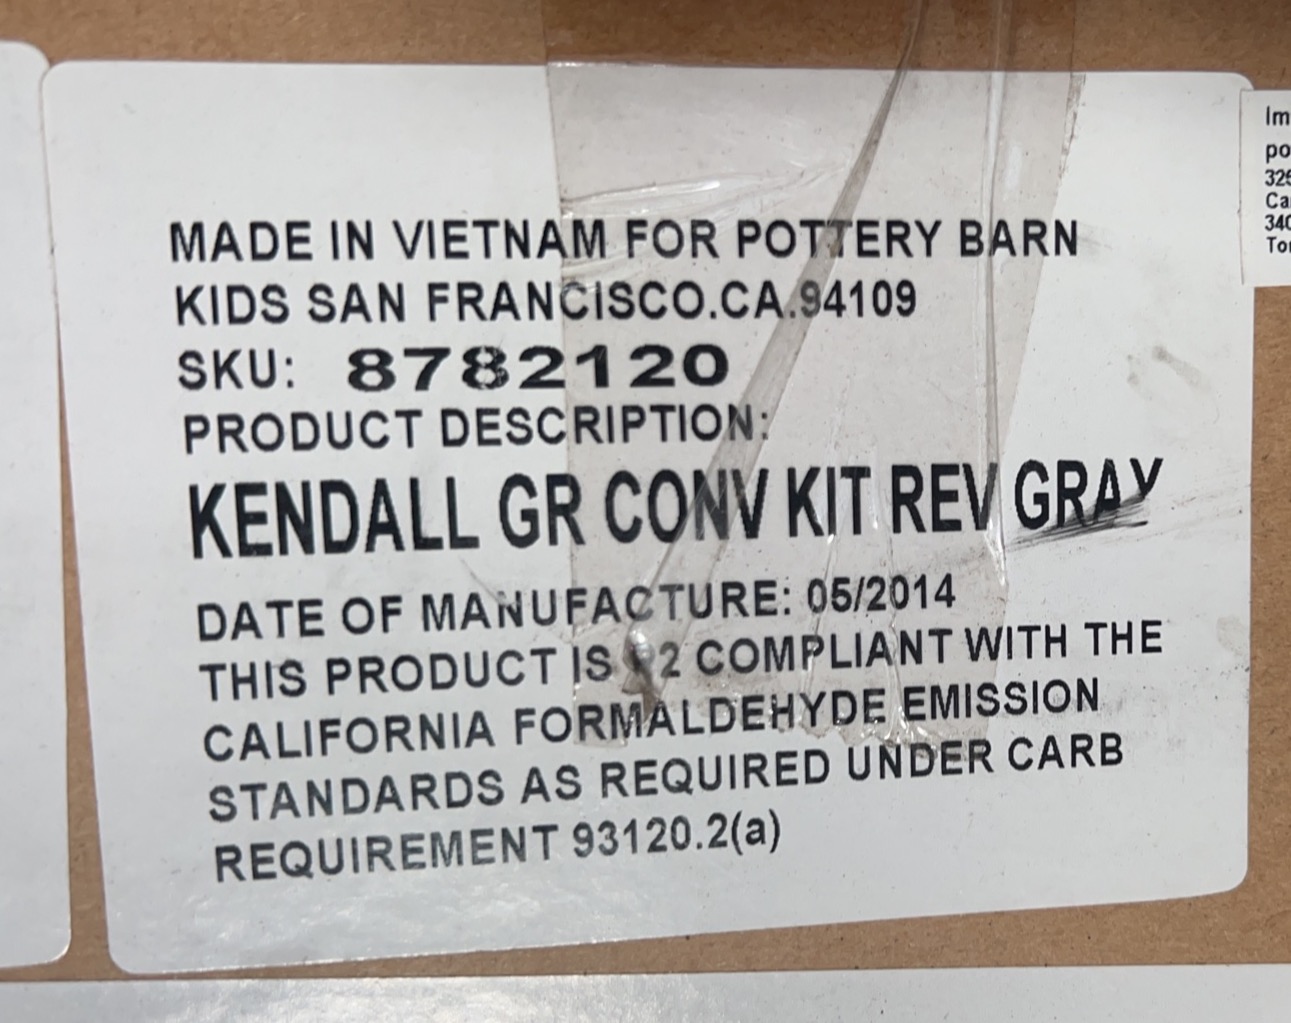 MADE IN VIETNAM FOR POTTERY BARN
KIDS SAN FRANCISCO.CA.94109
SKU: 8782120
PRODUCT DESCRIPTION:
KENDALL GR CONV KIT REV GRAY
DATE OF MANUFACTURE: 05/2014
THIS PRODUCT IS COMPLIANT WITH THE
CALIFORNIA FORMALDEHYDE EMISSION
STANDARDS AS REQUIRED UNDER CARB
REQUIREMENT 93120.2(a)